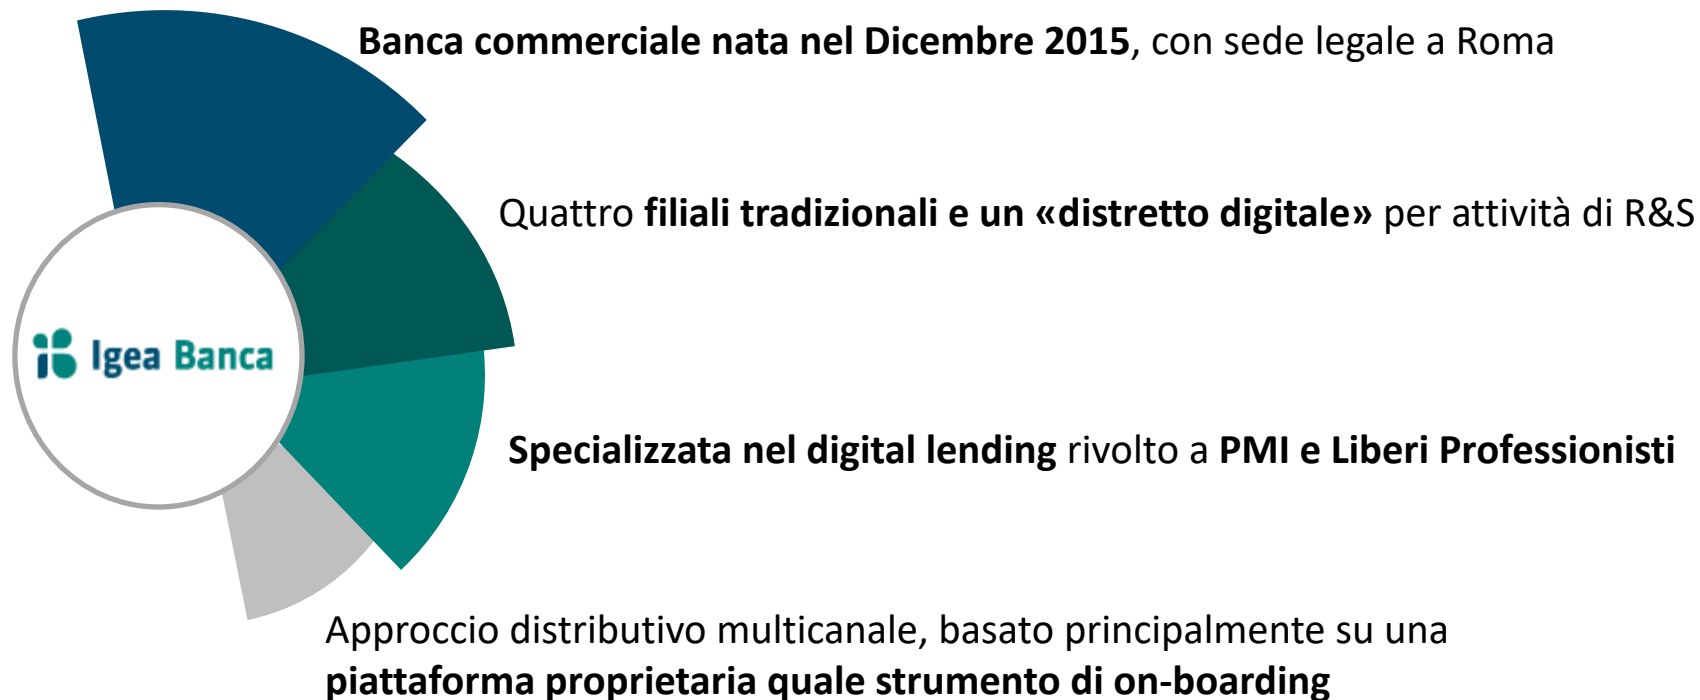 Banca commerciale nata nel Dicembre 2015, con sede legale a Roma
Quattro filiali tradizionali e un «distretto digitale» per attività di R&S
Igea Banca
Specializzata nel digital lending rivolto a PMI e Liberi Professionisti
Approccio distributivo multicanale, basato principalmente su una
piattaforma proprietaria quale strumento di on-boarding